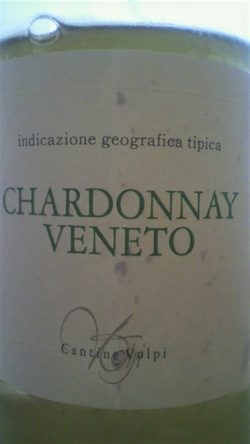 indicazione geografica tipica
CHARDONNAY
VENETO
Cantine Volpi